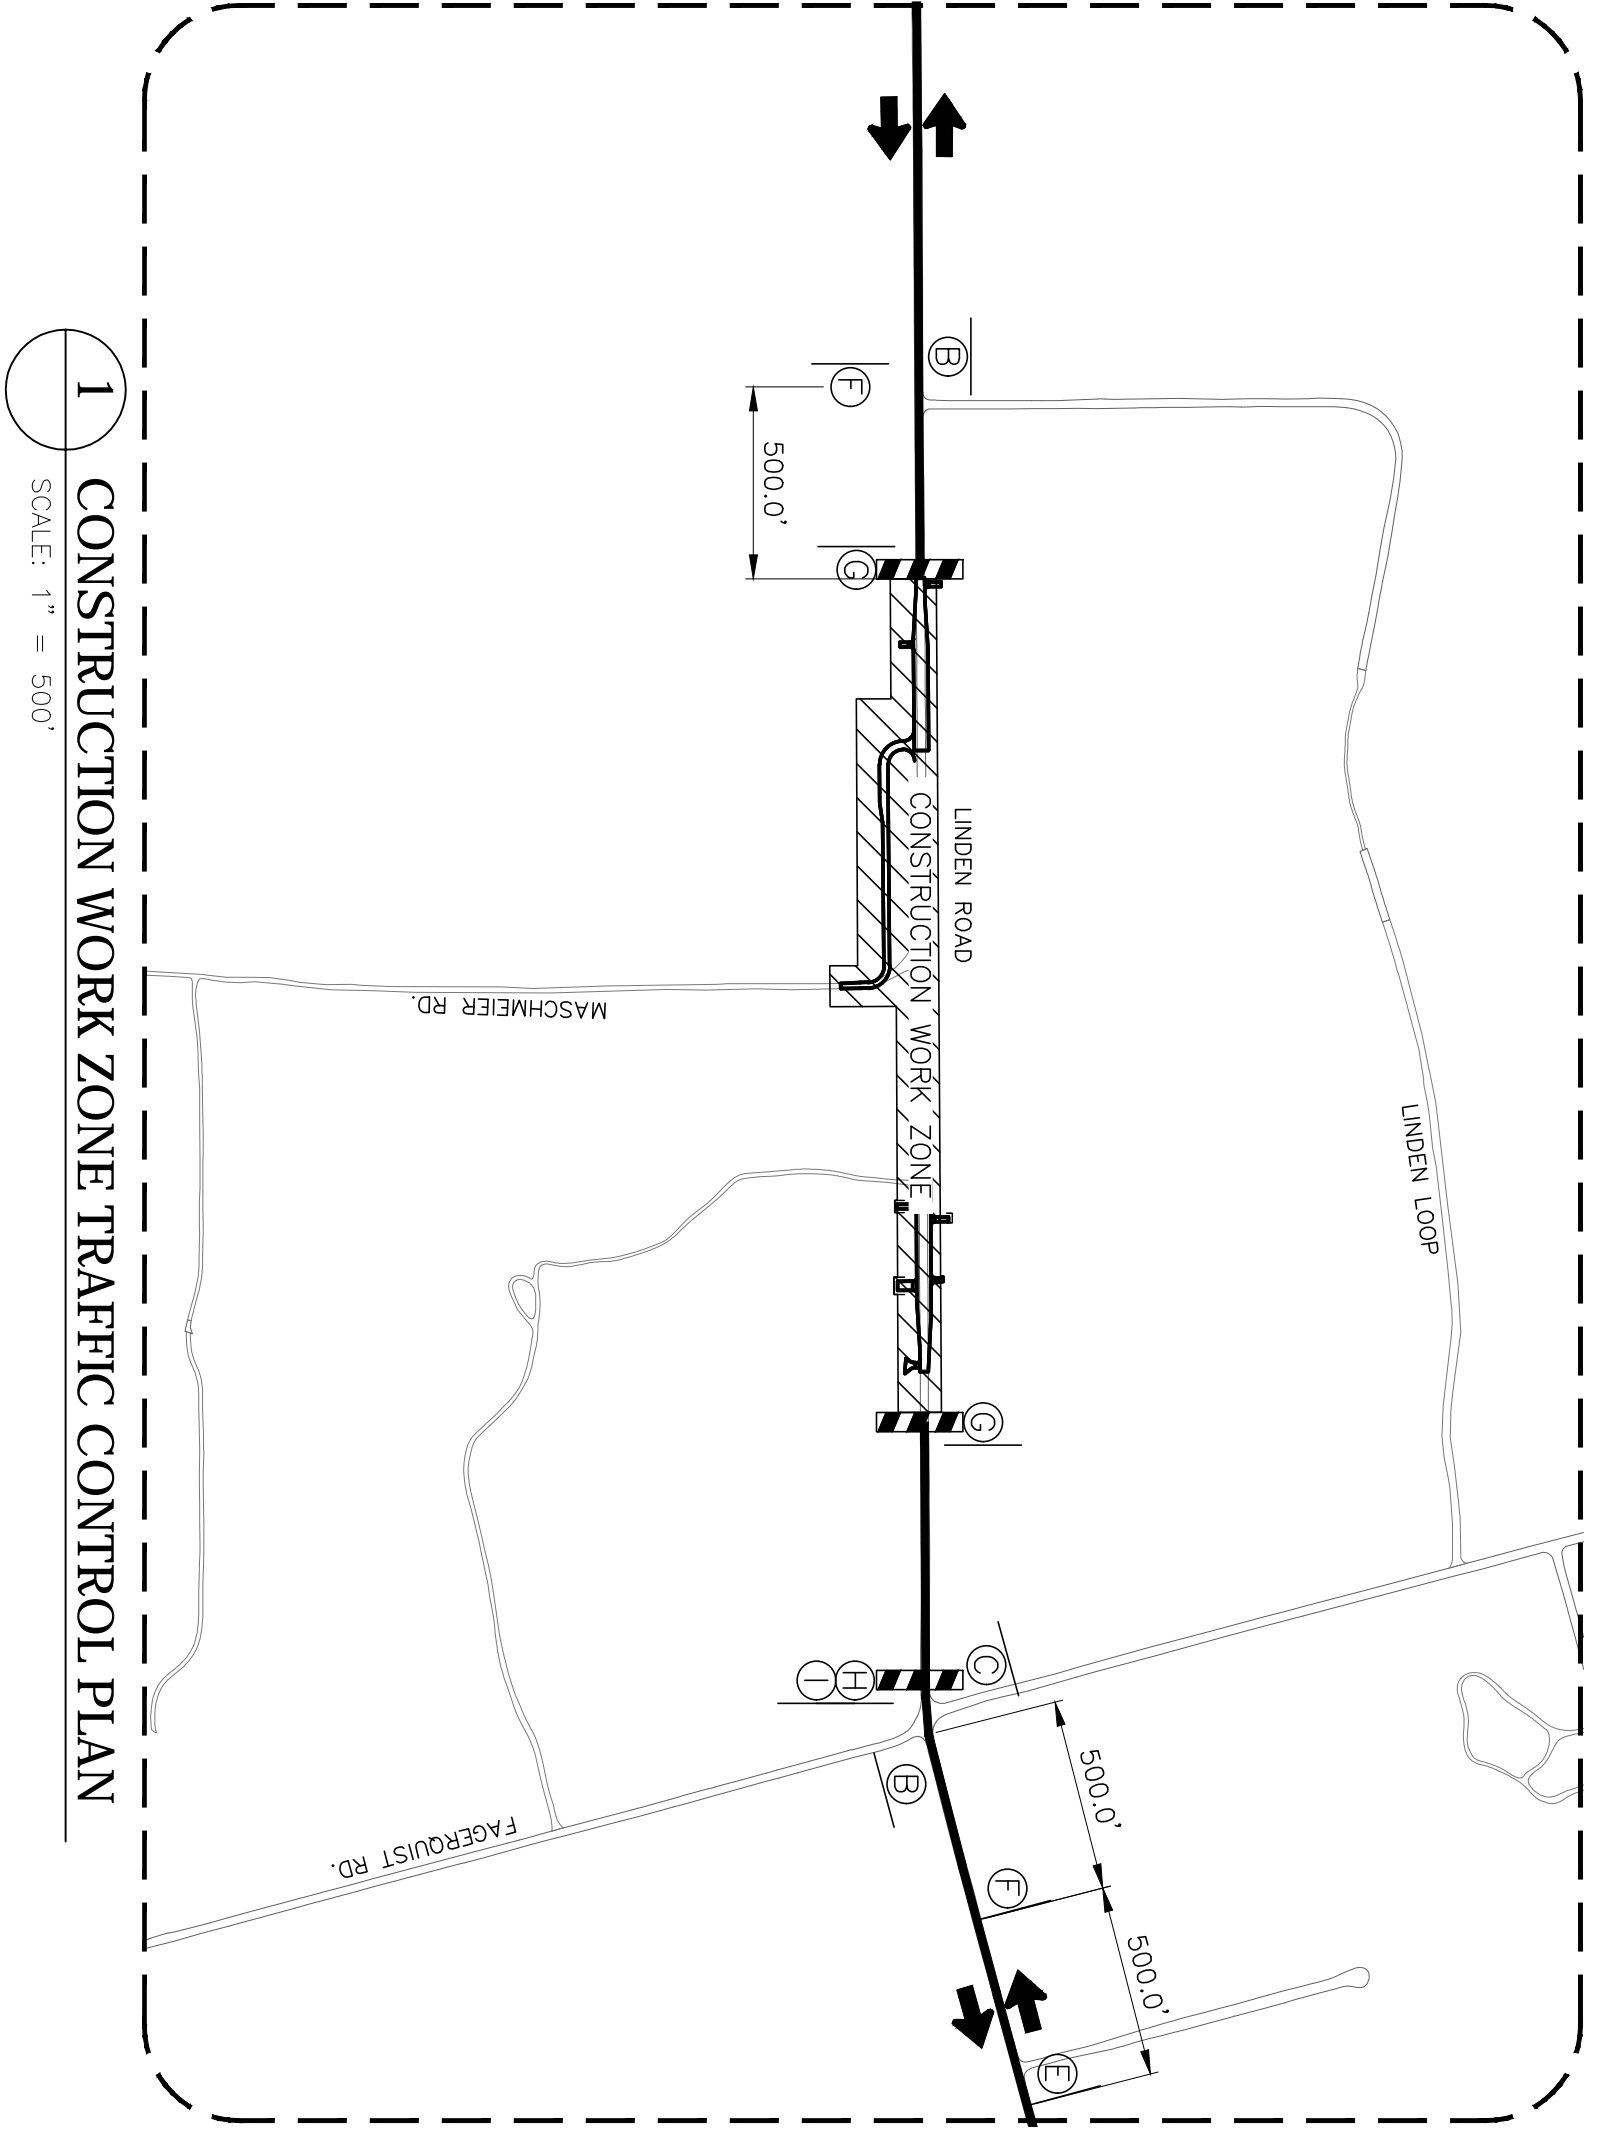 B
F
500.0'
G
LINDEN ROAD
CONSTRUCTION WORK ZONE
MASCHMEIER RD.
LINDEN LOOP
G
C
H
I
B
500.0'
F
500.0'
E
FAGERQUIST RD.
1
CONSTRUCTION WORK ZONE TRAFFIC CONTROL PLAN
SCALE: 1" = 500'